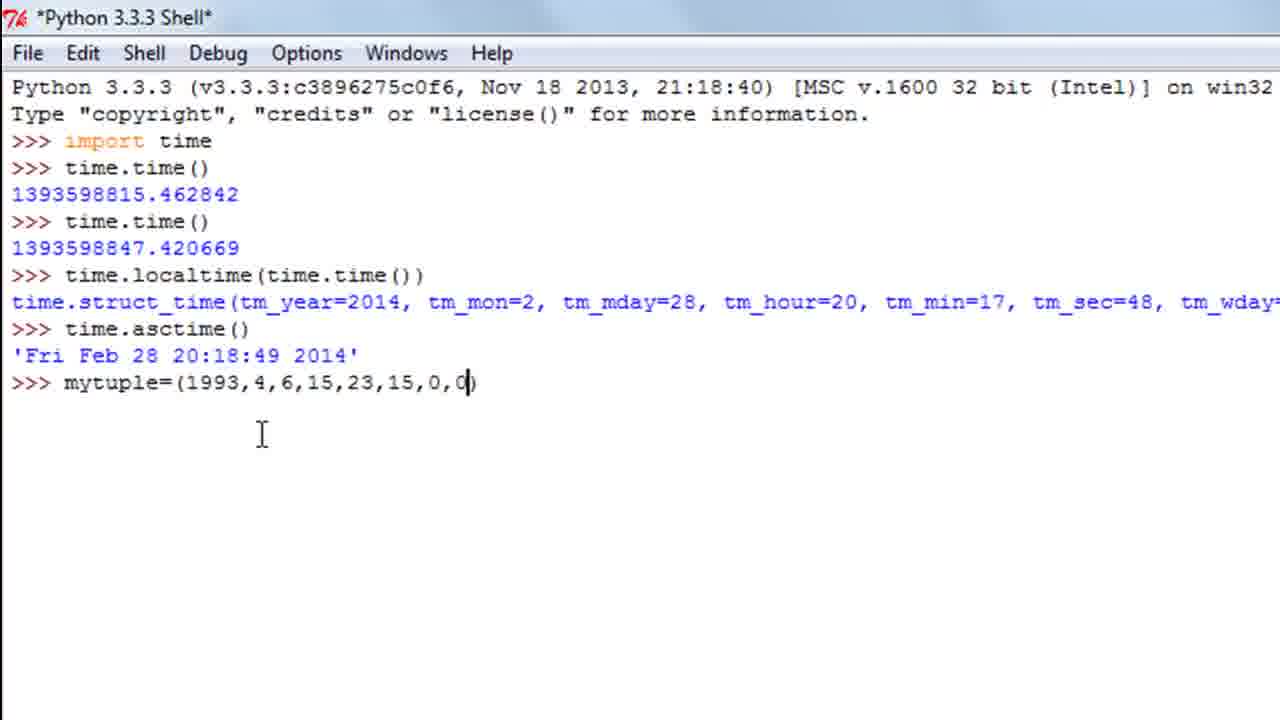 *Python 3.3.3 Shell*
File Edit Shell Debug Options Windows Help
Python 3.3.3 (v3.3.3:c3896275c0f6, Nov 18 2013, 21:18:40) [MSC v.1600 32 bit (Intel)] on win32
Type "copyright", "credits" or "license()" for more information.
>>> import time
>>> time.time()
1393598815.462842
>>> time.time()
1393598847.420669
>>> time.localtime(time.time())
time.struct_time(tm_year=2014, tm_mon=2, tm_mday=28, tm_hour=20, tm_min=17, tm_sec=48, tm_wday=
>>> time.asctime()
'Fri Feb 28 20:18:49 2014'
>>> mytuple=(1993,4,6,15,23,15,0,0)